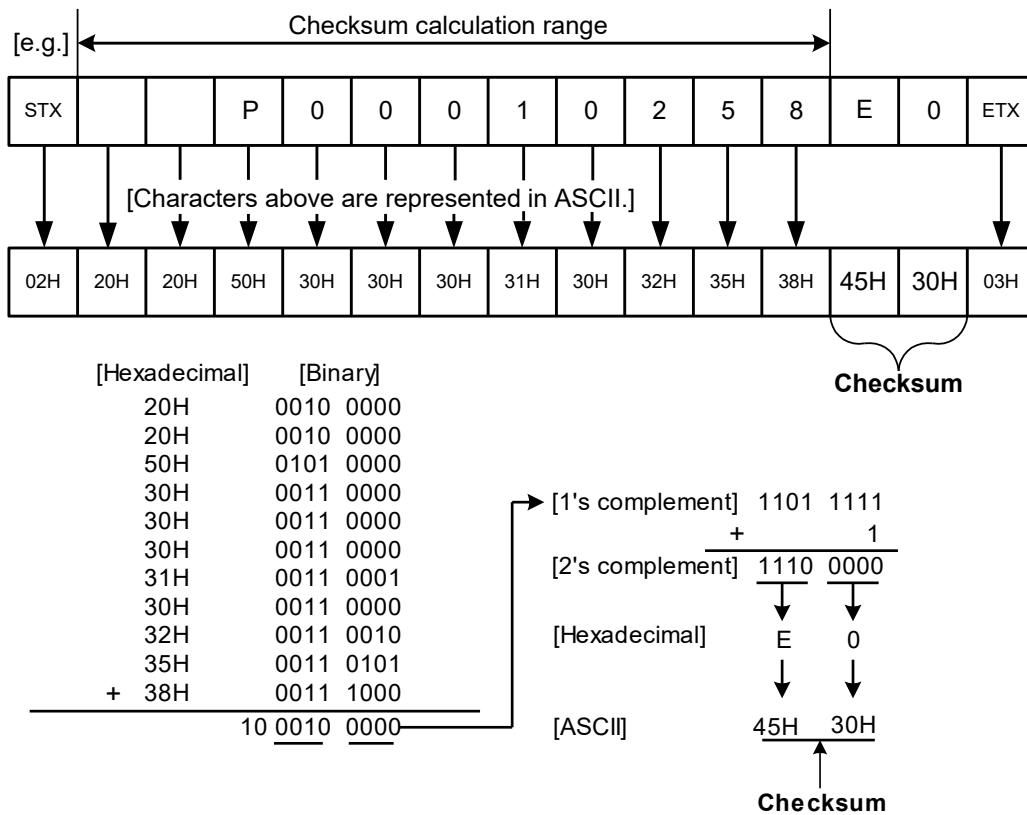 Checksum calculation range
[e.g.]
STX P 0 0 0 1 0 2 5 8 E 0 ETX
[Characters above are represented in ASCII.]
02H 20H 20H 50H 30H 30H 30H 31H 30H 32H 35H 38H 45H 30H 03H
Checksum
[Hexadecimal] [Binary]
20H 0010 0000
20H 0010 0000
50H 0101 0000
30H 0011 0000
30H 0011 0000
30H 0011 0000
31H 0011 0001
30H 0011 0000
32H 0011 0010
35H 0011 0101
+ 38H 0011 1000
10 0010 0000
[1's complement] 1101 1111
+ 1
[2's complement] 1110 0000
[Hexadecimal] E 0
[ASCII] 45H 30H
Checksum